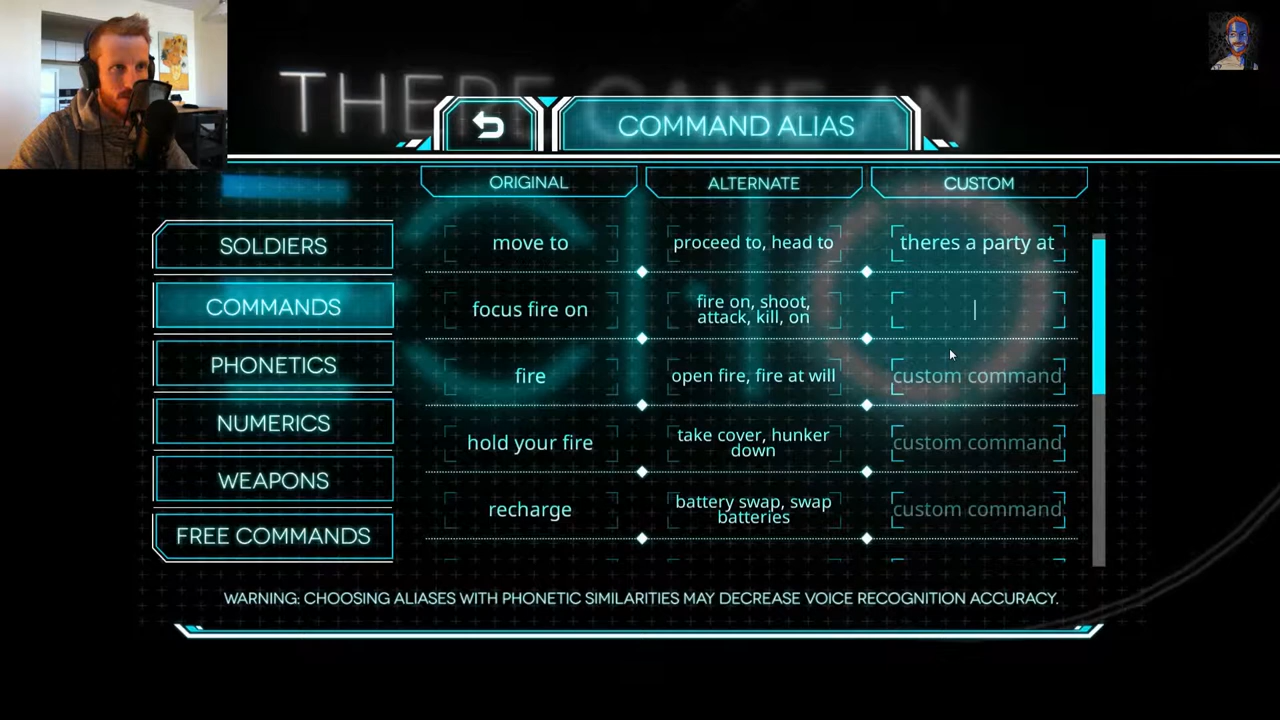 THERE CAME AN
COMMAND ALIAS
ORIGINAL
ALTERNATE
CUSTOM
SOLDIERS
COMMANDS
PHONETICS
NUMERICS
WEAPONS
FREE COMMANDS
move to
proceed to, head to
theres a party at
focus fire on
fire on, shoot,
attack, kill, on
fire
open fire, fire at will
custom command
hold your fire
take cover, hunker
down
custom command
recharge
battery swap, swap
batteries
custom command
WARNING: CHOOSING ALIASES WITH PHONETIC SIMILARITIES MAY DECREASE VOICE RECOGNITION ACCURACY.